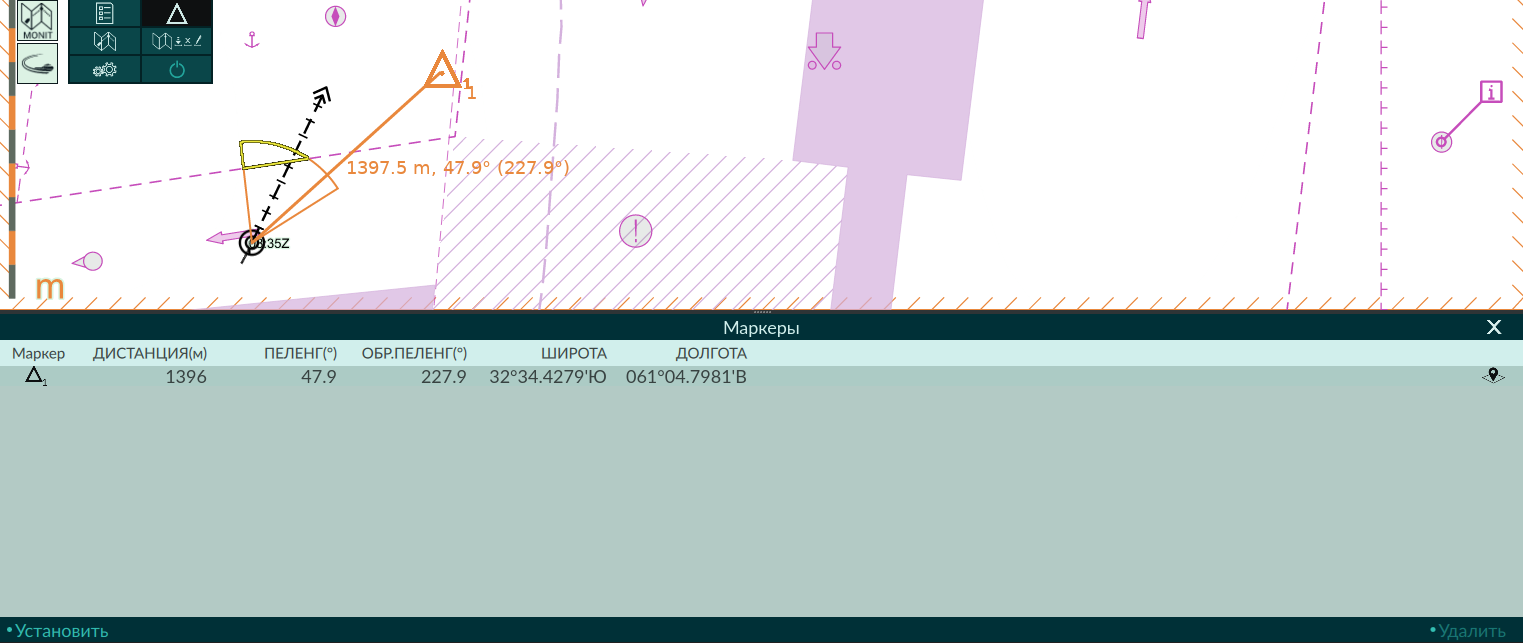 MONIT
1
1
1397.5 m, 47.9° (227.9°)
m
Маркеры X
Маркер ДИСТАНЦИЯ(м) ПЕЛЕНГ(°) ОБР.ПЕЛЕНГ(°) ШИРОТА ДОЛГОТА
1 1396 47.9 227.9 32°34.4279'Ю 061°04.7981'В
Установить
Удалить